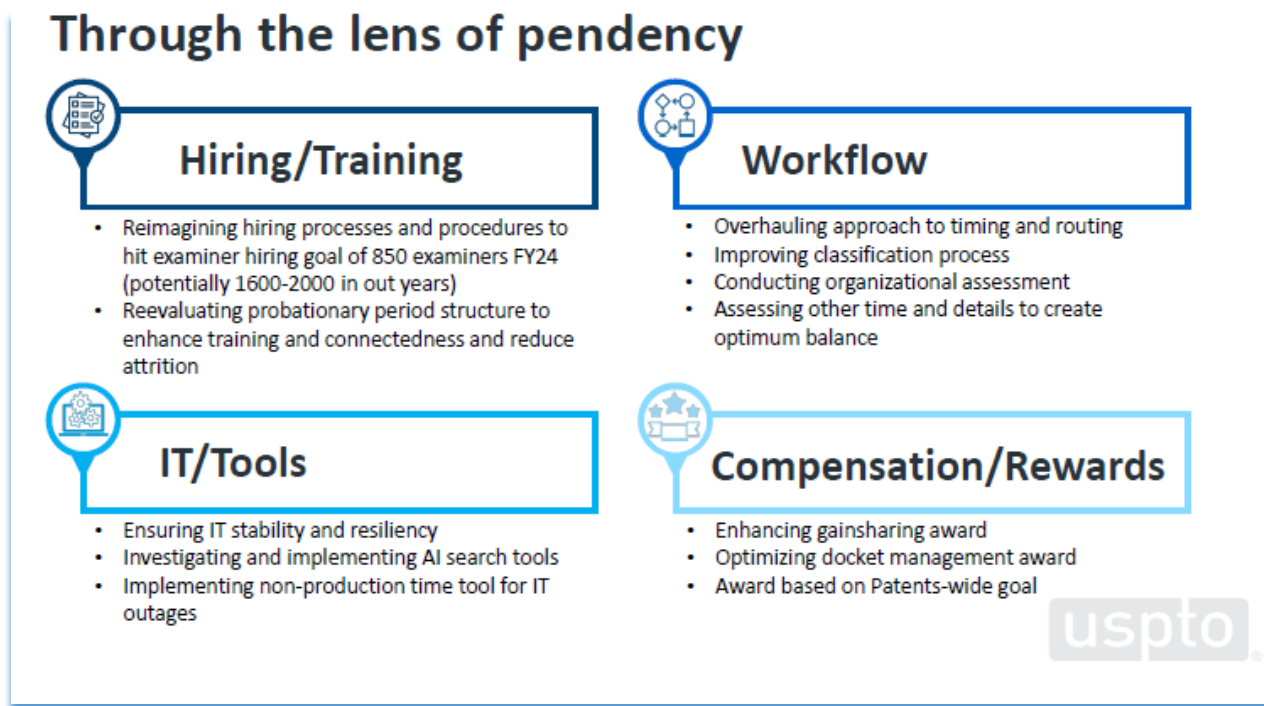 Through the lens of pendency
Hiring/Training
• Reimagining hiring processes and procedures to
hit examiner hiring goal of 850 examiners FY24
(potentially 1600-2000 in out years)
• Reevaluating probationary period structure to
enhance training and connectedness and reduce
attrition
Workflow
• Overhauling approach to timing and routing
• Improving classification process
• Conducting organizational assessment
• Assessing other time and details to create
optimum balance
IT/Tools
• Ensuring IT stability and resiliency
• Investigating and implementing AI search tools
• Implementing non-production time tool for IT
outages
Compensation/Rewards
• Enhancing gainsharing award
• Optimizing docket management award
• Award based on Patents-wide goal
uspto®